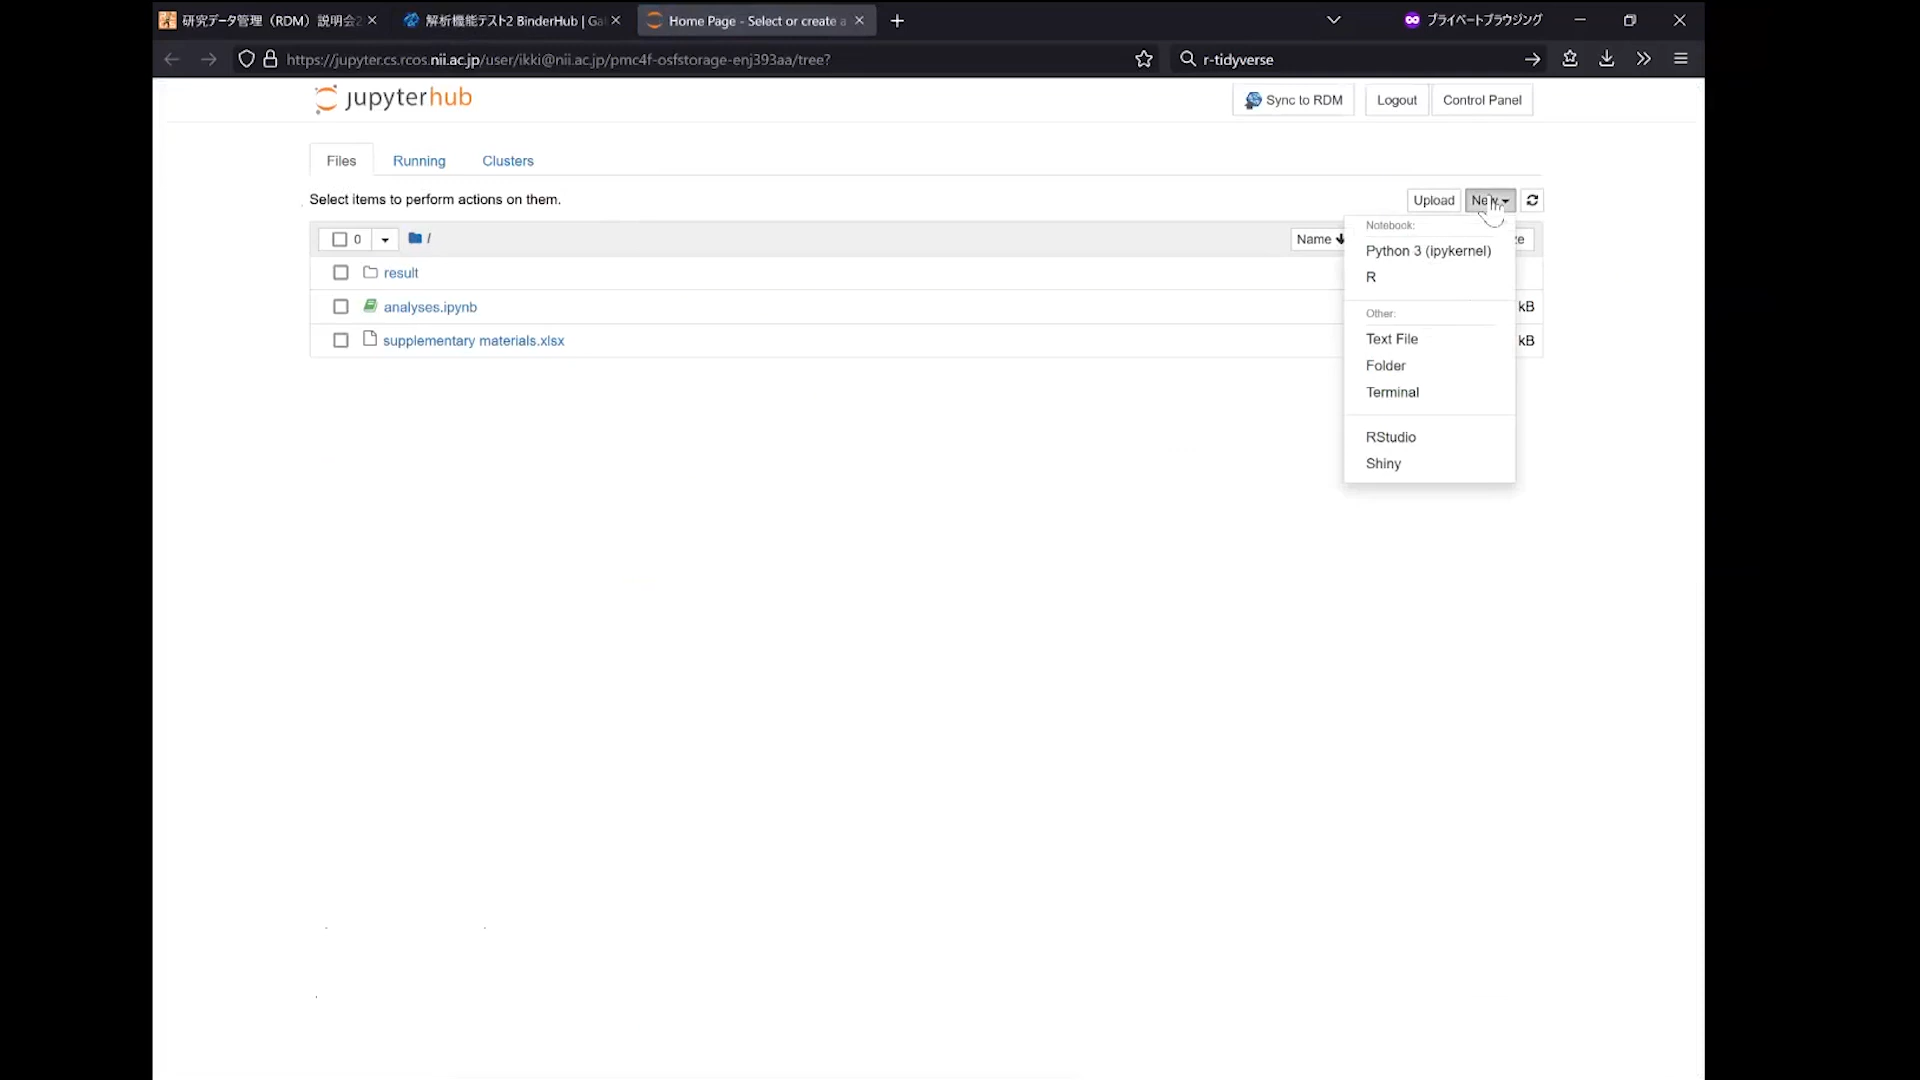 研究データ管理（RDM）説明会2
解析機能テスト2 BinderHub | Ga
Home Page - Select or create a
プライベートブラウジング
https://jupyter.cs.rcos.nii.ac.jp/user/ikki@nii.ac.jp/pmc4f-osfstorage-enj393aa/tree?
r-tidyverse
jupyterhub
Sync to RDM
Logout
Control Panel
Files
Running
Clusters
Select items to perform actions on them.
Upload
New
0
/
Name
ze
Notebook:
Python 3 (ipykernel)
R
Other:
Text File
Folder
Terminal
RStudio
Shiny
result
analyses.ipynb
kB
supplementary materials.xlsx
kB